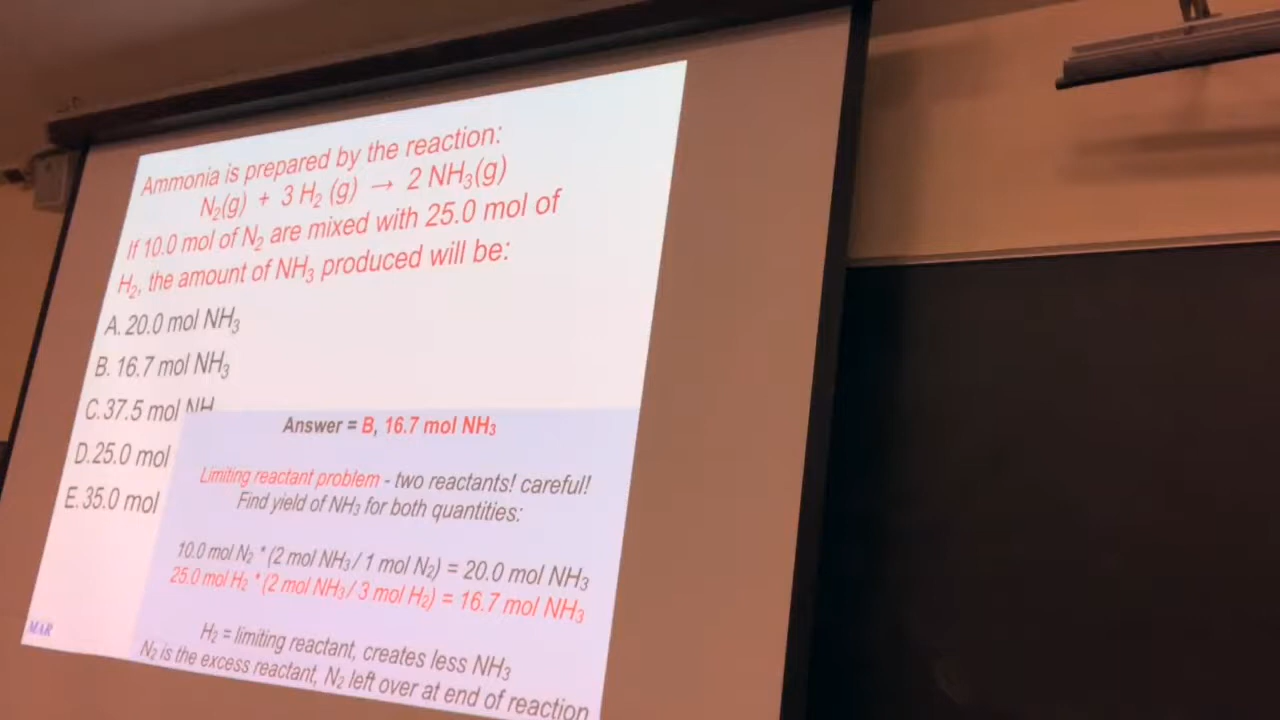 Ammonia is prepared by the reaction:
N₂(g) + 3 H₂ (g) → 2 NH₃(g)
If 10.0 mol of N₂ are mixed with 25.0 mol of
H₂, the amount of NH₃ produced will be:
A. 20.0 mol NH₃
B. 16.7 mol NH₃
C. 37.5 mol NH
D. 25.0 mol
E. 35.0 mol
Answer = B, 16.7 mol NH₃
Limiting reactant problem - two reactants! careful!
Find yield of NH₃ for both quantities:
10.0 mol N₂ * (2 mol NH₃ / 1 mol N₂) = 20.0 mol NH₃
25.0 mol H₂ * (2 mol NH₃ / 3 mol H₂) = 16.7 mol NH₃
H₂ = limiting reactant, creates less NH₃
N₂ is the excess reactant, N₂ left over at end of reaction
MAR